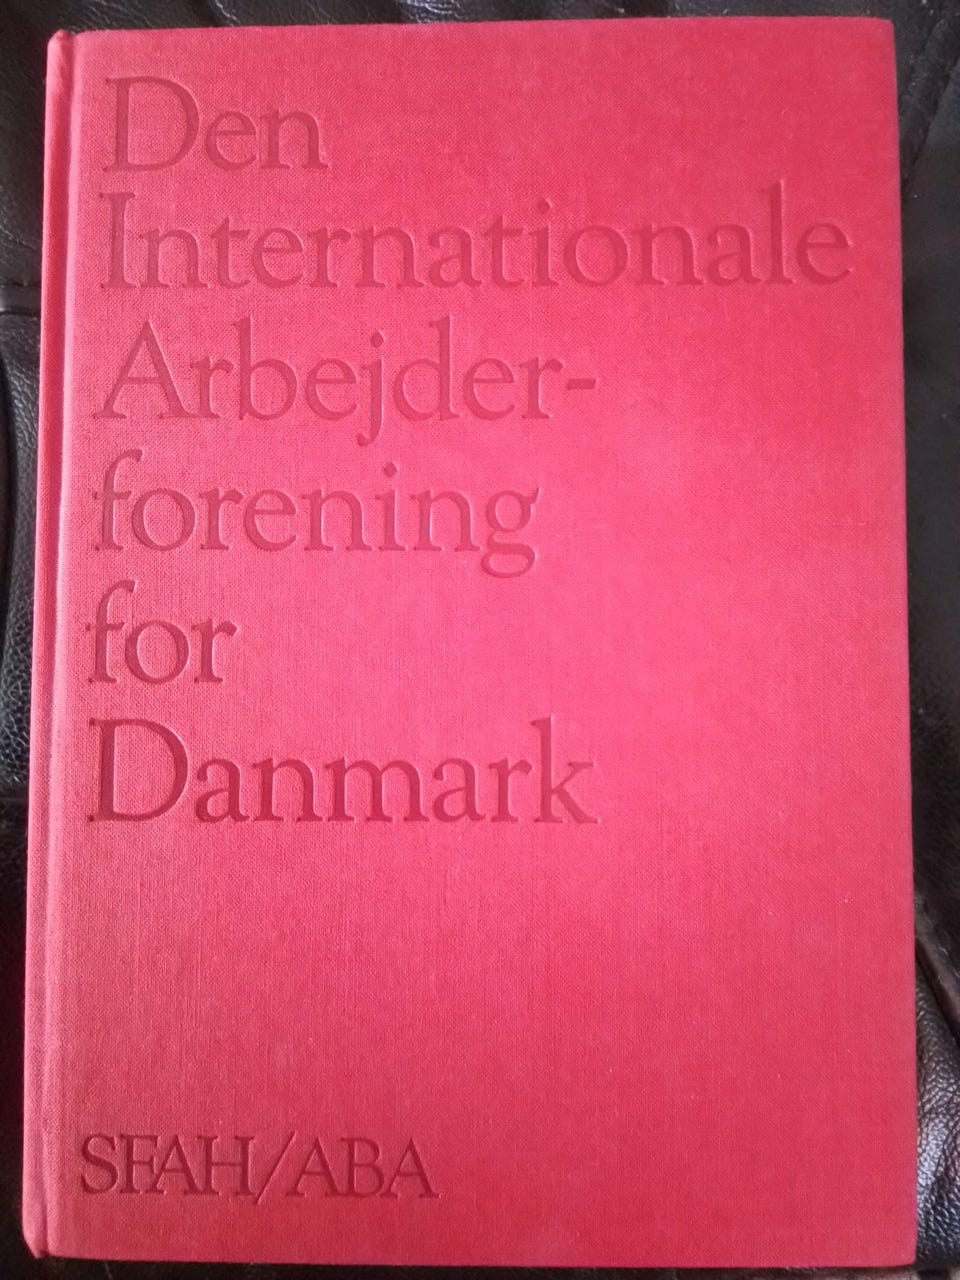 Den
Internationale
Arbejder-
forening
for
Danmark
SFAH/ABA